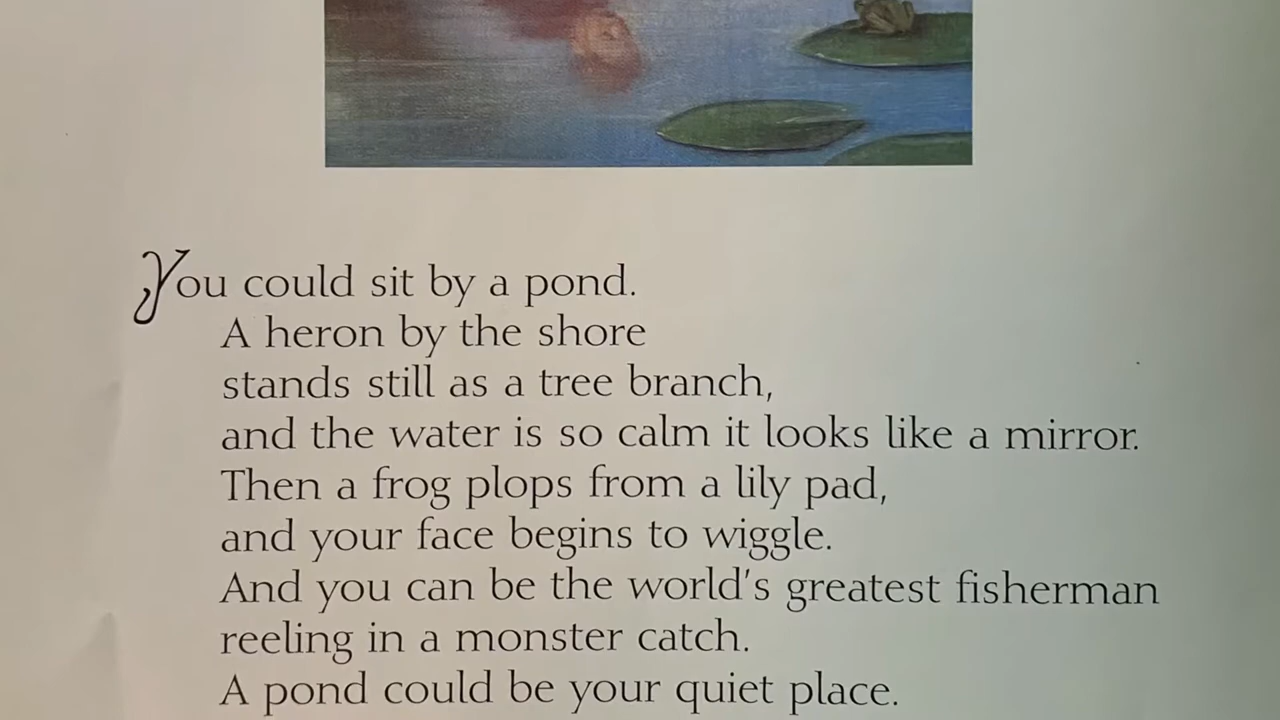 You could sit by a pond.
A heron by the shore
stands still as a tree branch,
and the water is so calm it looks like a mirror.
Then a frog plops from a lily pad,
and your face begins to wiggle.
And you can be the world's greatest fisherman
reeling in a monster catch.
A pond could be your quiet place.